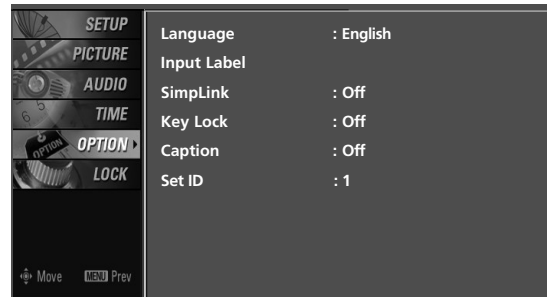 SETUP
PICTURE
AUDIO
TIME
OPTION
LOCK
Move MENU Prev
Language : English
Input Label
SimpLink : Off
Key Lock : Off
Caption : Off
Set ID : 1